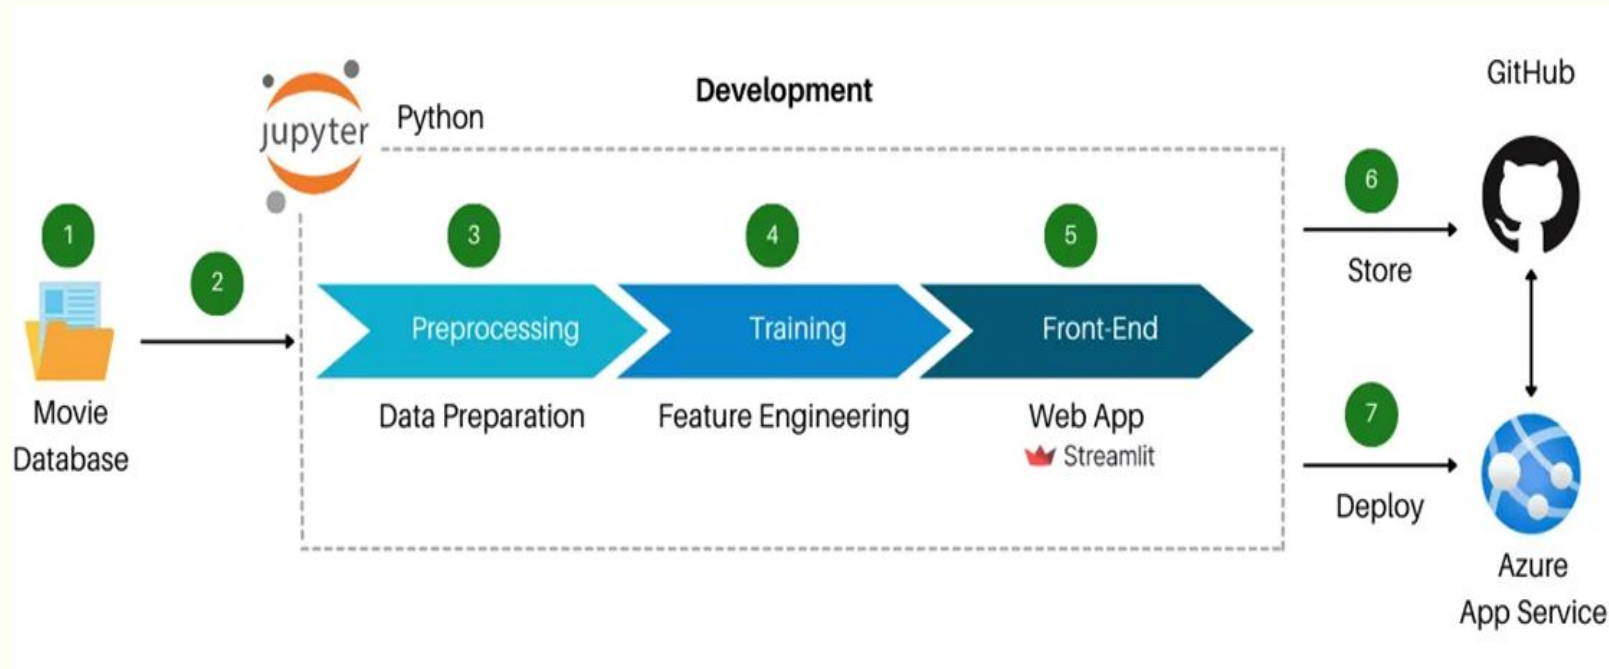 Development
GitHub
jupyter
Python
1
2
3
4
5
6
7
Preprocessing
Training
Front-End
Store
Movie
Database
Data Preparation
Feature Engineering
Web App
Streamlit
Deploy
Azure
App Service